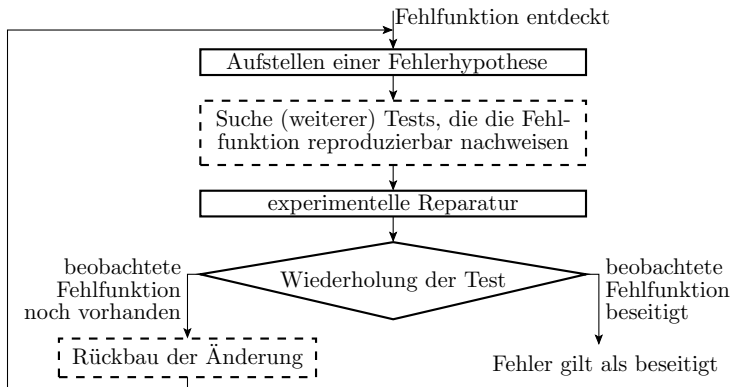 Fehlfunktion entdeckt
Aufstellen einer Fehlerhypothese
Suche (weiterer) Tests, die die Fehl-
funktion reproduzierbar nachweisen
experimentelle Reparatur
Wiederholung der Test
beobachtete
Fehlfunktion
noch vorhanden
beobachtete
Fehlfunktion
beseitigt
Rückbau der Änderung
Fehler gilt als beseitigt